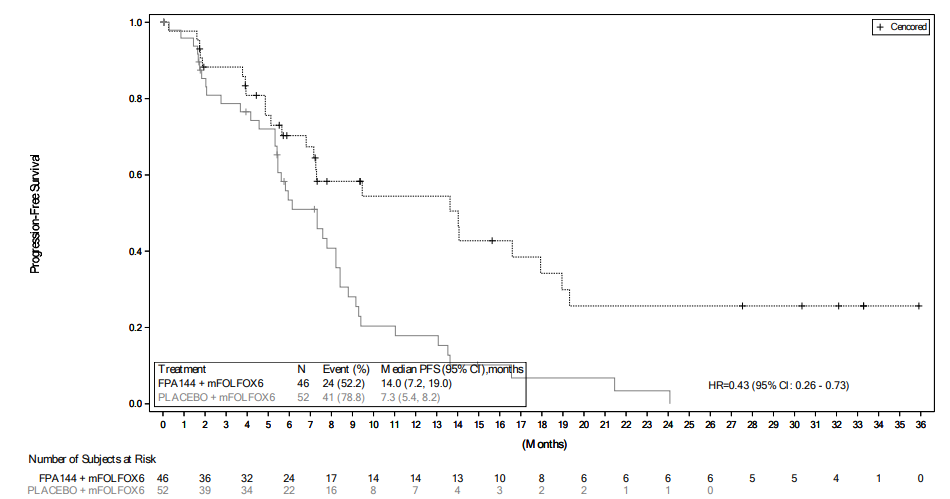 1.0
+ Censored
0.8
0.6
0.4
0.2
0.0
Progression-Free Survival
Treatment N Event (%) Median PFS (95% CI), months
FPA144 + mFOLFOX6 46 24 (52.2) 14.0 (7.2, 19.0)
PLACEBO + mFOLFOX6 52 41 (78.8) 7.3 (5.4, 8.2)
HR=0.43 (95% CI: 0.26 - 0.73)
0 1 2 3 4 5 6 7 8 9 10 11 12 13 14 15 16 17 18 19 20 21 22 23 24 25 26 27 28 29 30 31 32 33 34 35 36
(Months)
Number of Subjects at Risk
FPA144 + mFOLFOX6 46 36 32 24 17 14 14 13 10 8 6 6 6 6 5 5 4 1 0
PLACEBO + mFOLFOX6 52 39 34 22 16 8 7 4 3 2 2 1 1 0